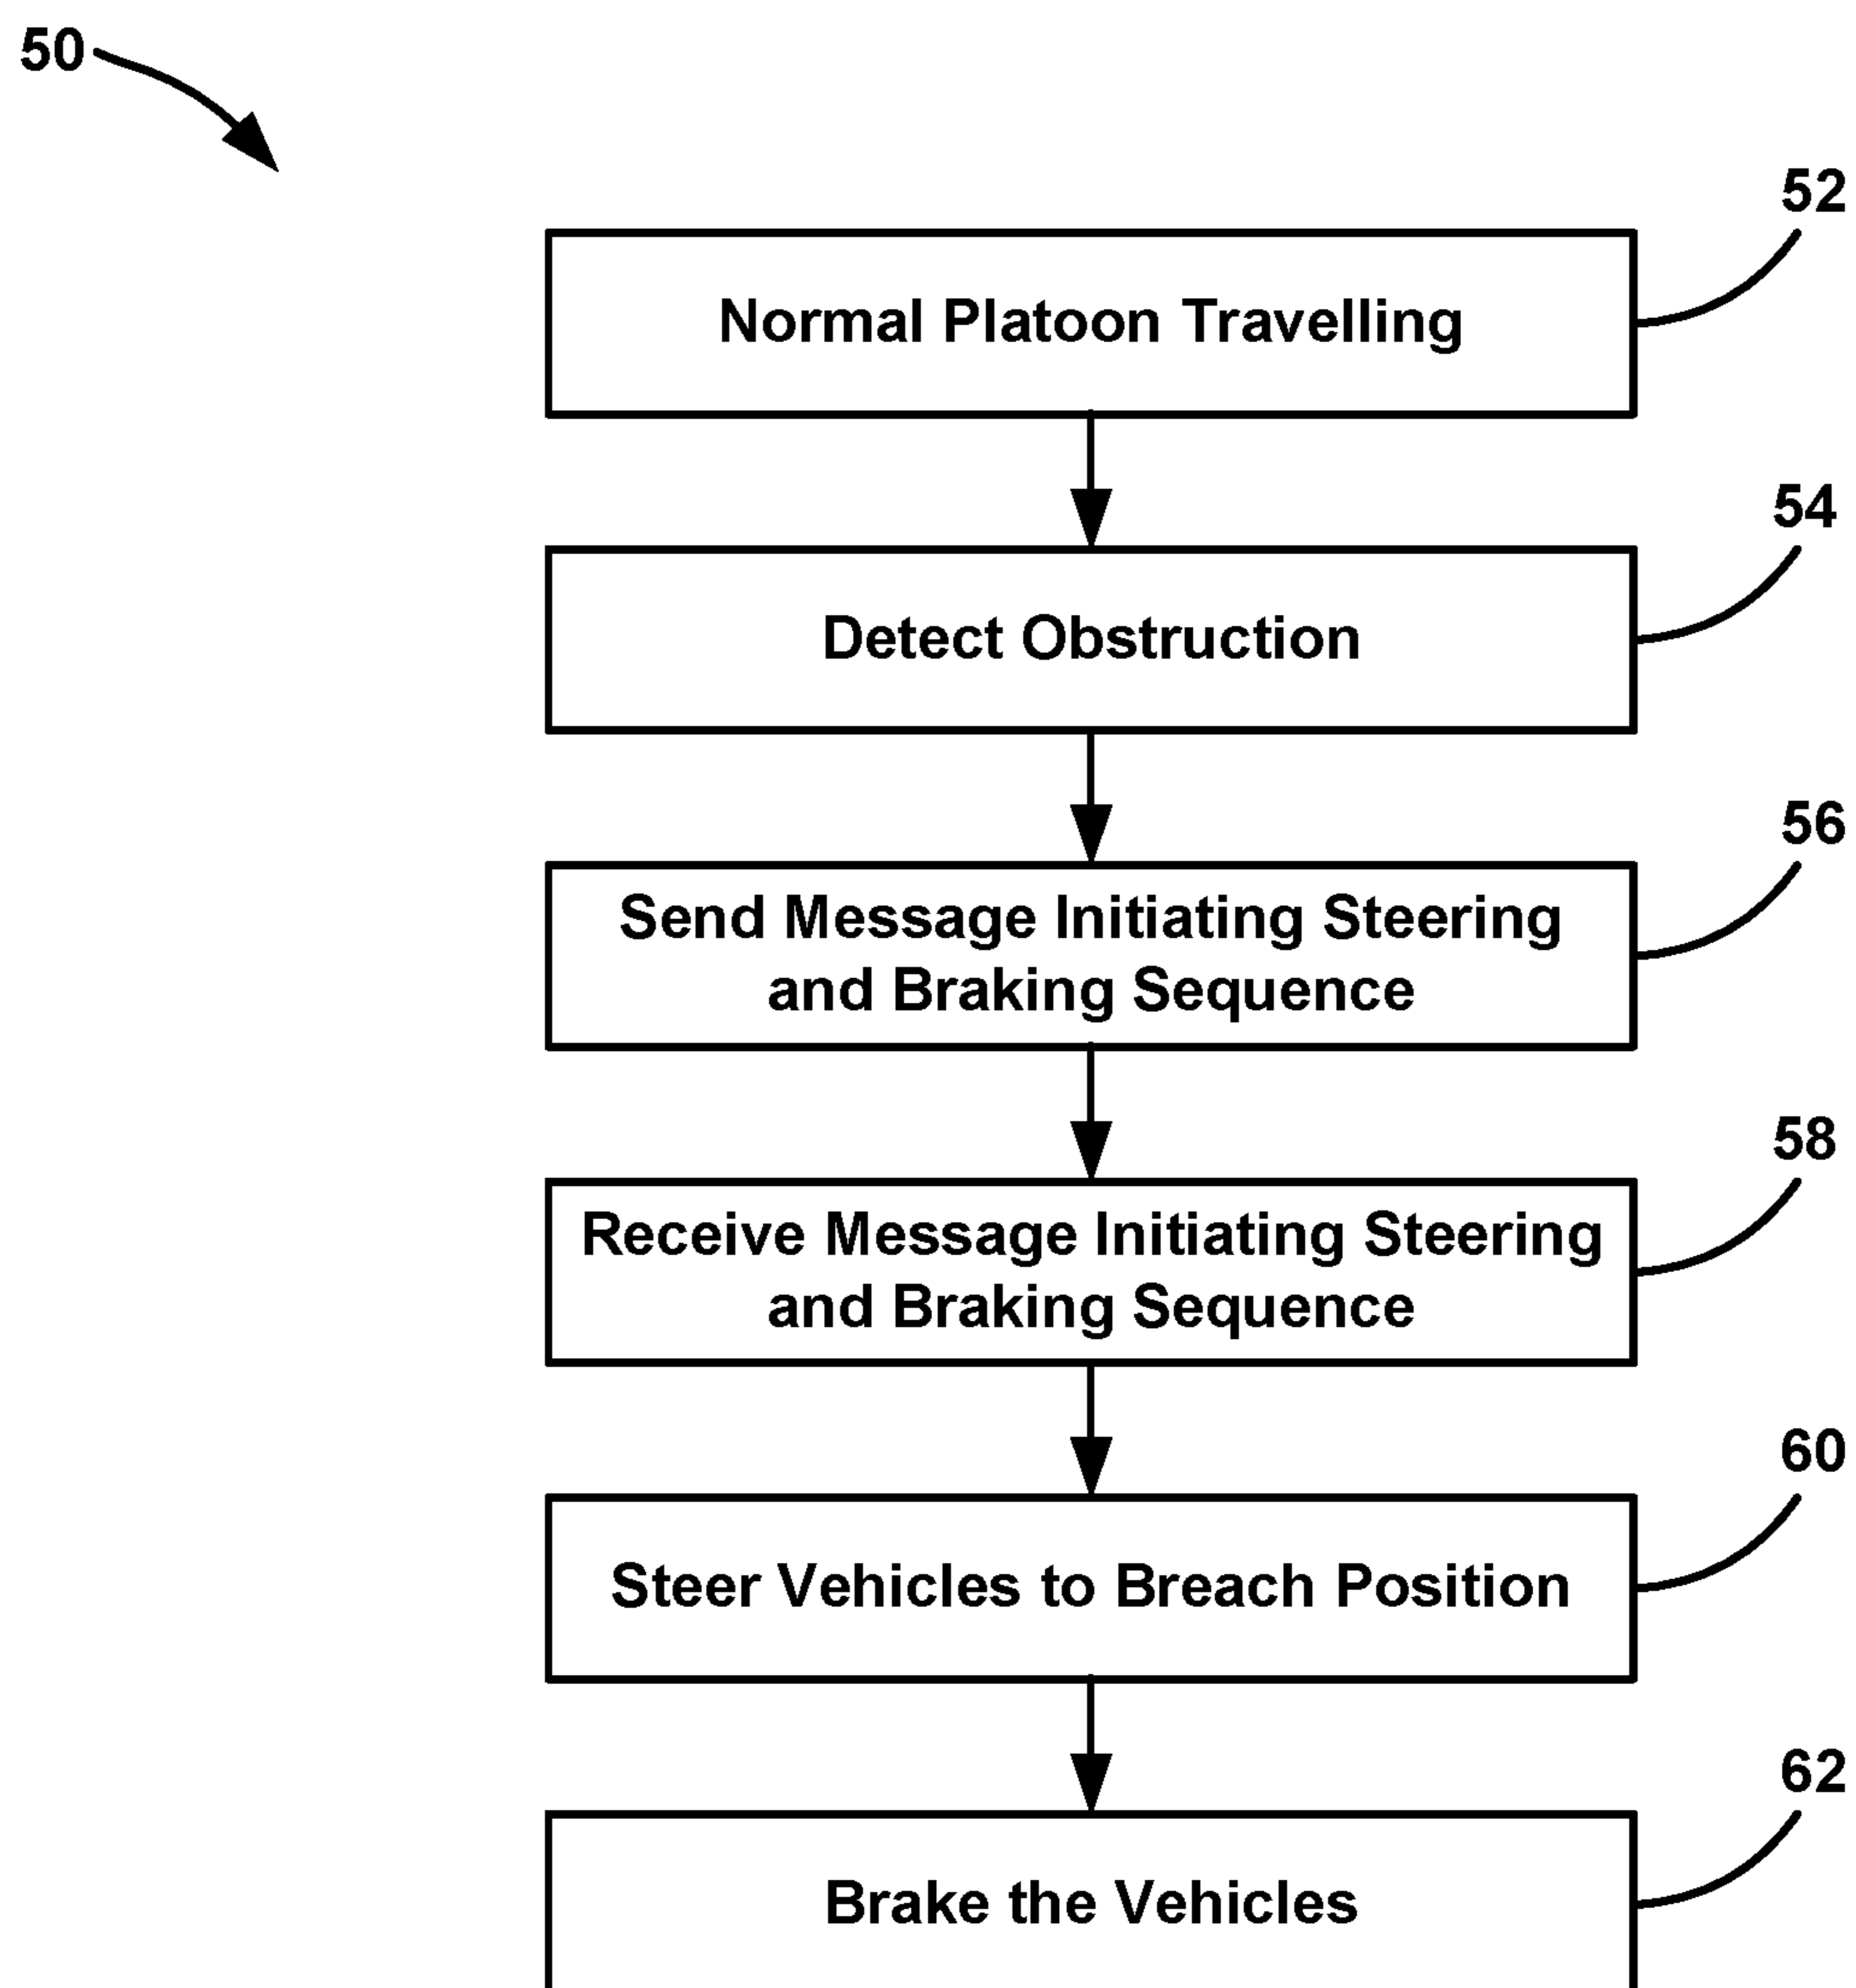 50
52
Normal Platoon Travelling
54
Detect Obstruction
56
Send Message Initiating Steering
and Braking Sequence
58
Receive Message Initiating Steering
and Braking Sequence
60
Steer Vehicles to Breach Position
62
Brake the Vehicles